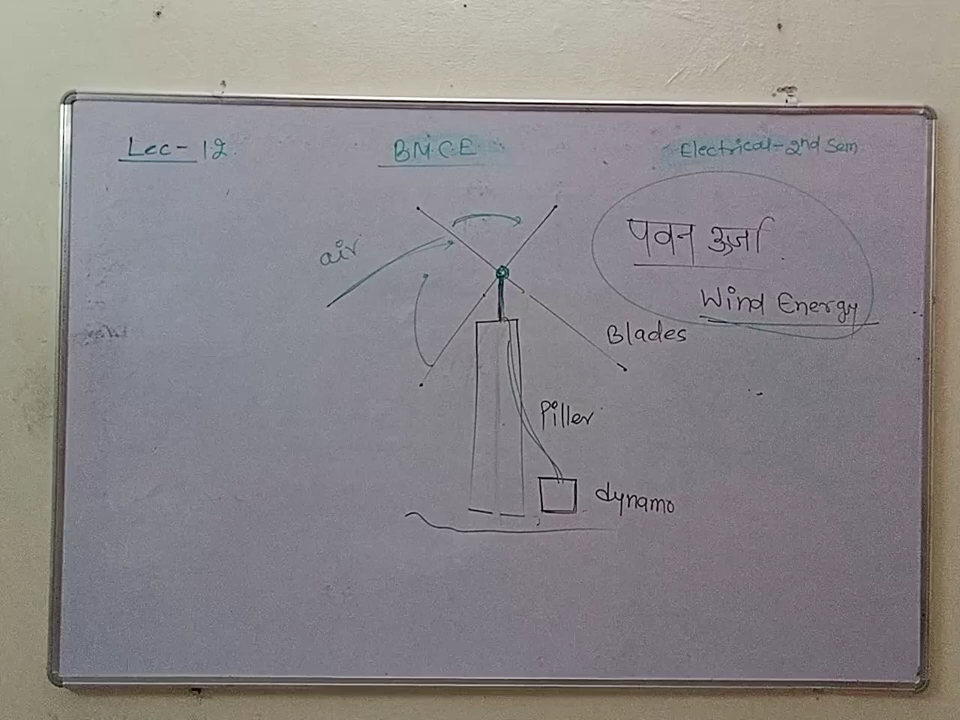 Lec-12
BMCE
Electrical-2nd Sem
पवन ऊर्जा
Wind Energy
air
Blades
Piller
dynamo